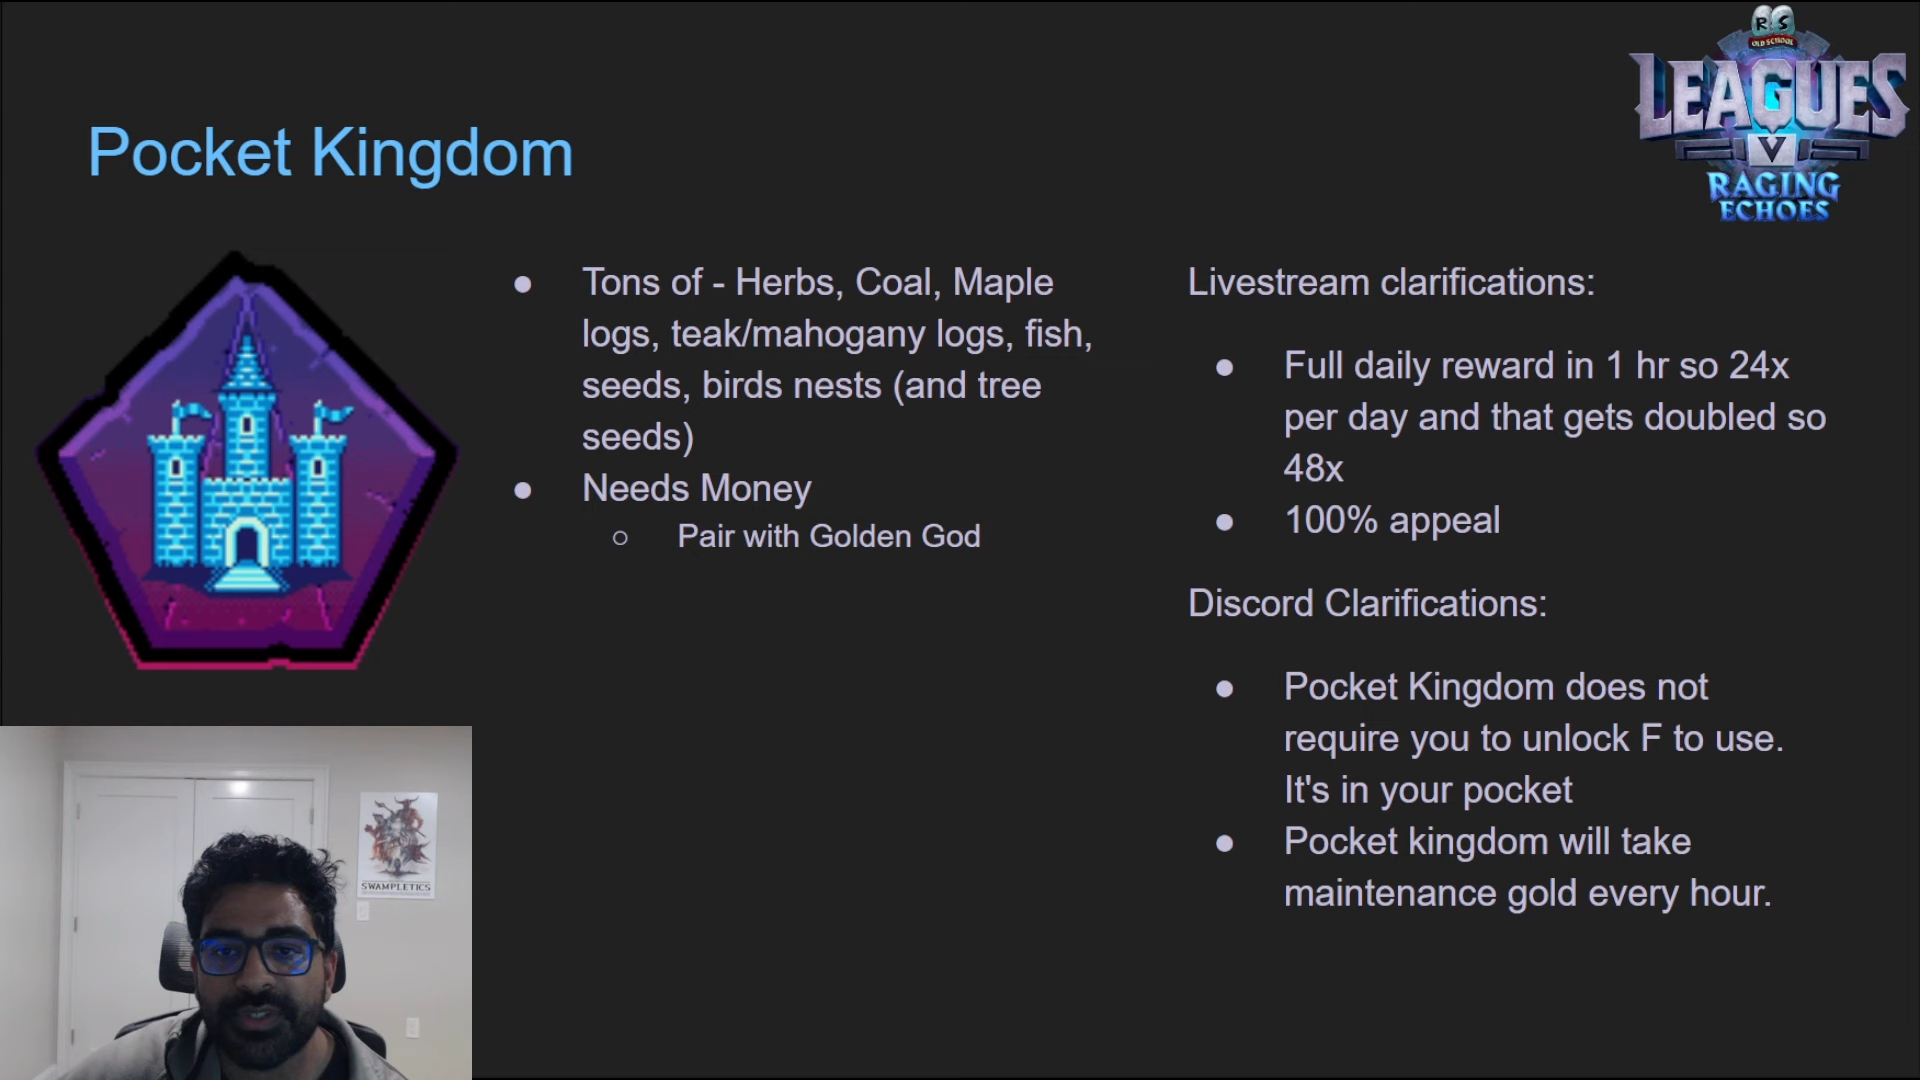 RS
OLD SCHOOL
LEAGUES
V
RAGING
ECHOES
Pocket Kingdom
● Tons of - Herbs, Coal, Maple
logs, teak/mahogany logs, fish,
seeds, birds nests (and tree
seeds)
● Needs Money
○ Pair with Golden God
Livestream clarifications:
● Full daily reward in 1 hr so 24x
per day and that gets doubled so
48x
● 100% appeal
Discord Clarifications:
● Pocket Kingdom does not
require you to unlock F to use.
It's in your pocket
● Pocket kingdom will take
maintenance gold every hour.
SWAMPLETICS